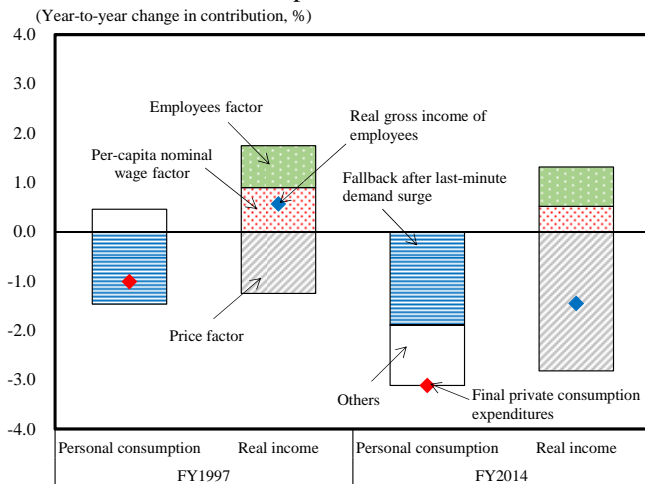 (Year-to-year change in contribution, %)
4.0
3.0
2.0
1.0
0.0
-1.0
-2.0
-3.0
-4.0
Employees factor
Real gross income of
employees
Per-capita nominal
wage factor
Fallback after last-minute
demand surge
Price factor
Others
Final private consumption
expenditures
Personal consumption
Real income
Personal consumption
Real income
FY1997
FY2014